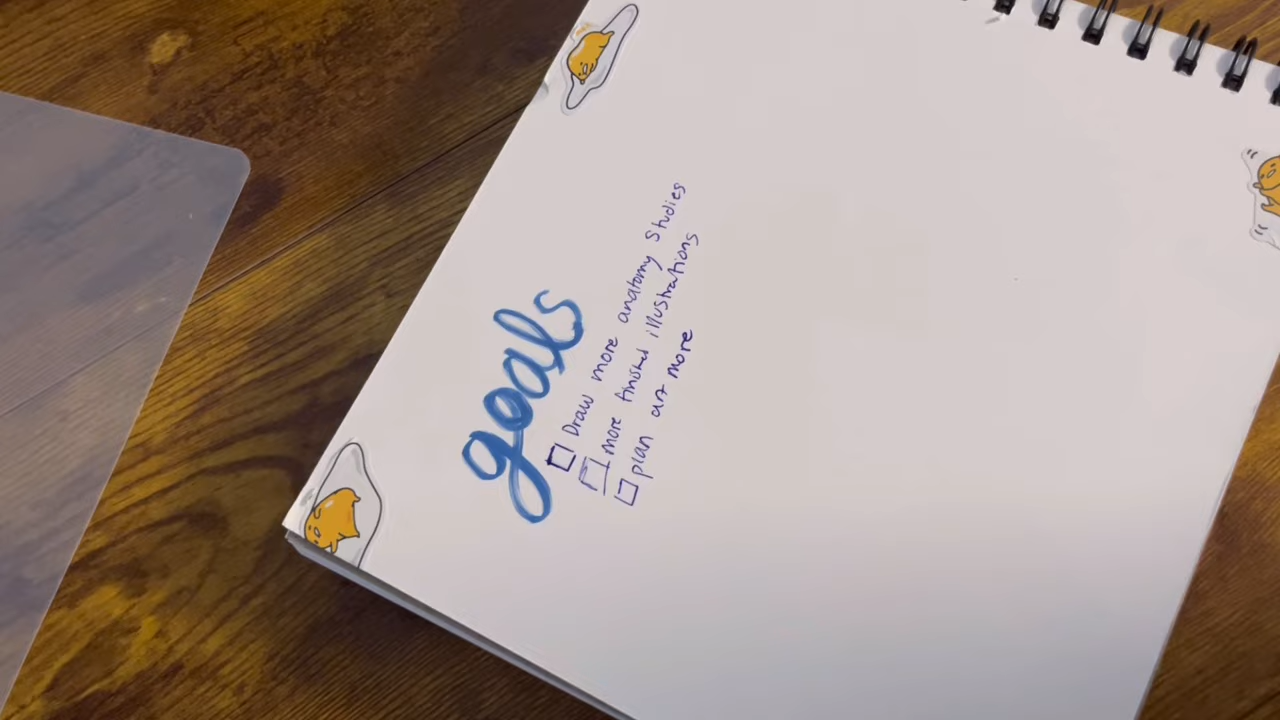 goals
Draw more anatomy studies
more finished illustrations
plan art more